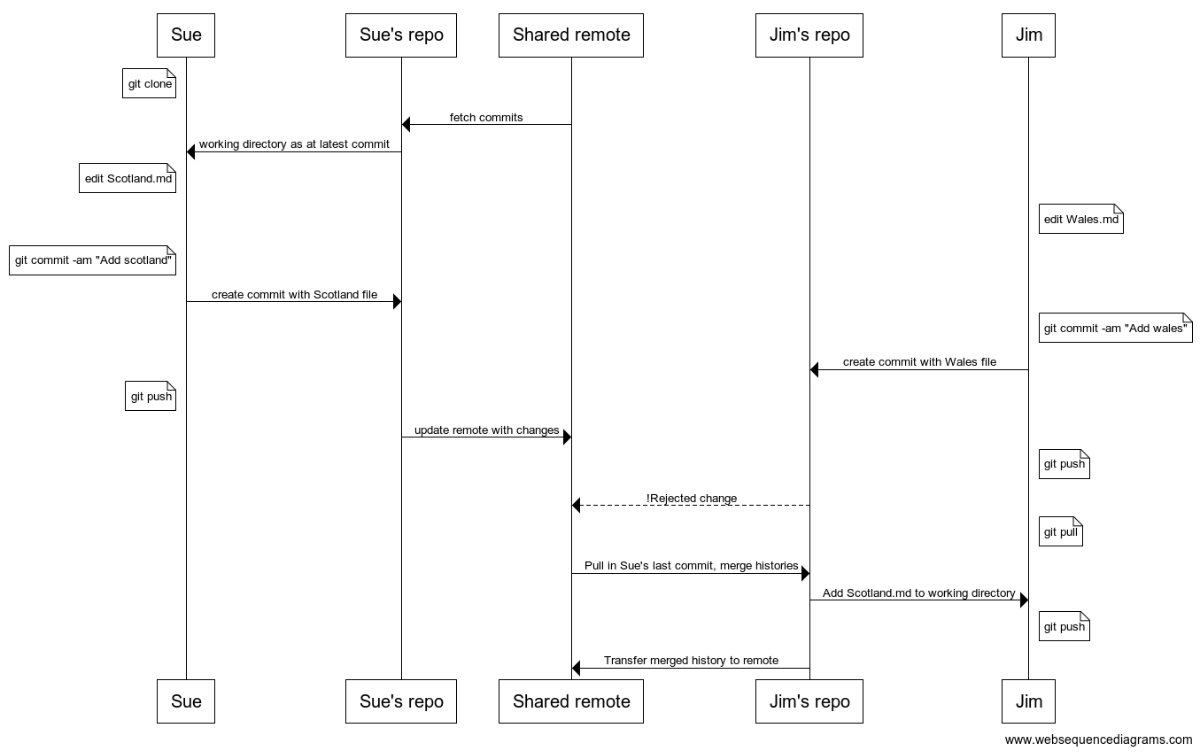 Sue
Sue's repo
Shared remote
Jim's repo
Jim
git clone
fetch commits
working directory as at latest commit
edit Scotland.md
edit Wales.md
git commit -am "Add scotland"
create commit with Scotland file
git commit -am "Add wales"
create commit with Wales file
git push
update remote with changes
git push
!Rejected change
git pull
Pull in Sue's last commit, merge histories
Add Scotland.md to working directory
git push
Transfer merged history to remote
Sue
Sue's repo
Shared remote
Jim's repo
Jim
www.websequencediagrams.com